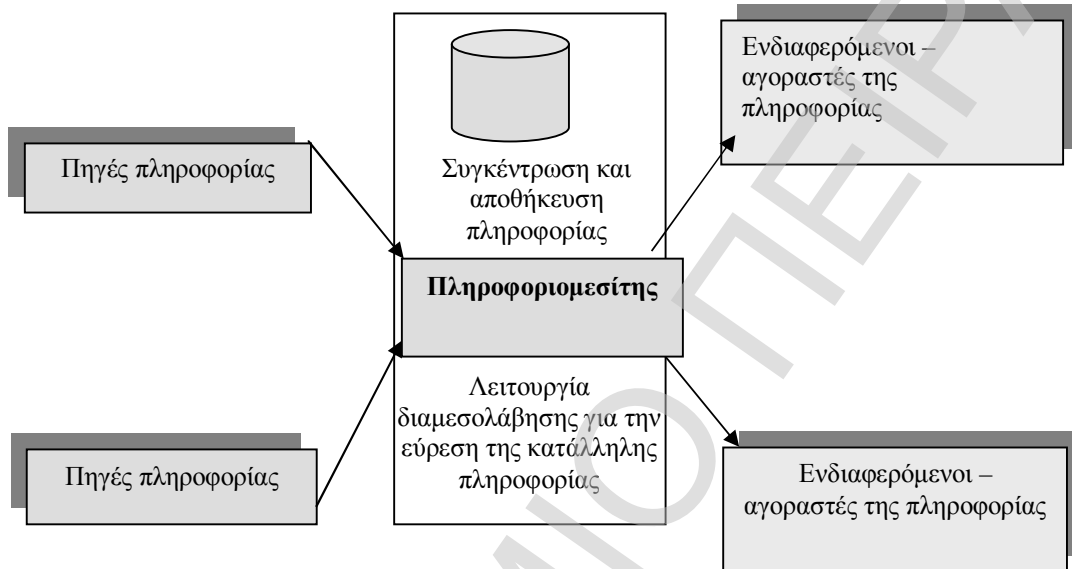 Πηγές πληροφορίας
Πηγές πληροφορίας
Συγκέντρωση και
αποθήκευση
πληροφορίας
Πληροφοριομεσίτης
Λειτουργία
διαμεσολάβησης για την
εύρεση της κατάλληλης
πληροφορίας
Ενδιαφερόμενοι –
αγοραστές της
πληροφορίας
Ενδιαφερόμενοι –
αγοραστές της πληροφορίας